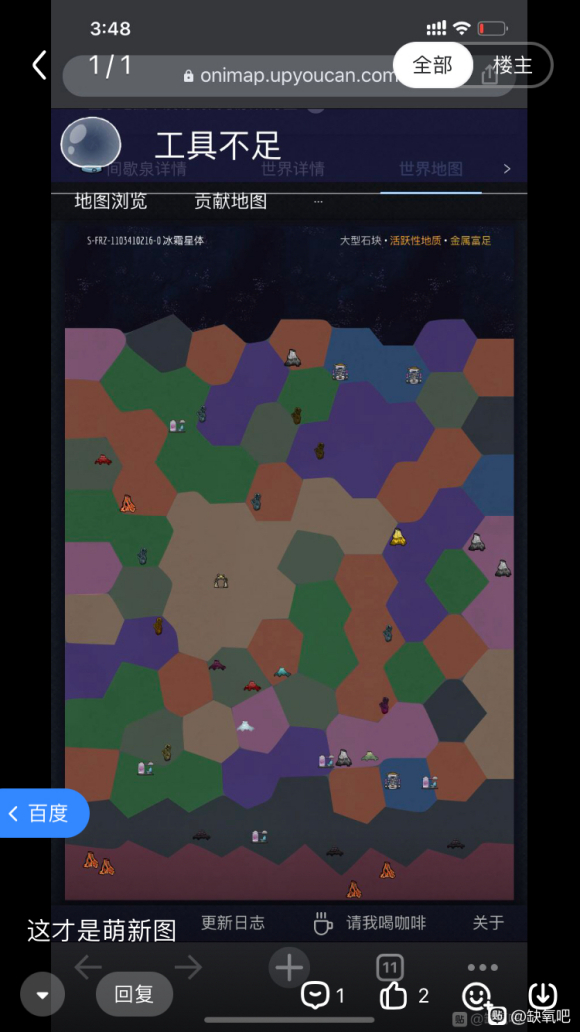 3:48
1/1
onimap.upyoucan.com
全部
楼主
工具不足
间歇泉详情
世界详情
世界地图
地图浏览
贡献地图
...
S-FRZ-1103410216-0 冰霜星体
大型石块 • 活跃性地质 • 金属富足
百度
这才是萌新图
更新日志
请我喝咖啡
关于
11
回复
1
2
贴 @缺氧吧